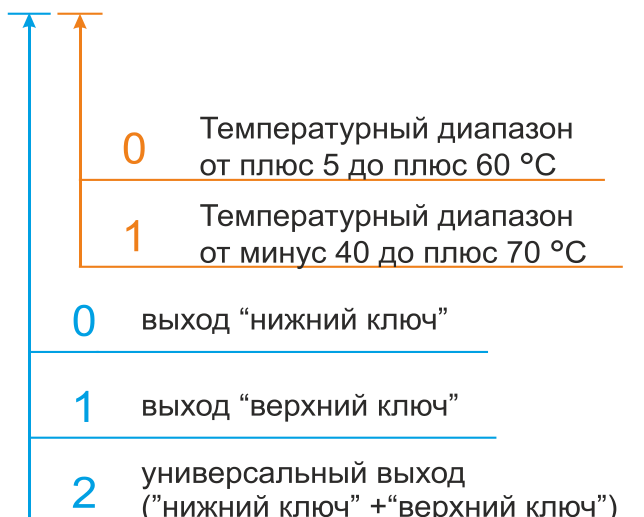 0 Температурный диапазон
от плюс 5 до плюс 60 °С
1 Температурный диапазон
от минус 40 до плюс 70 °С
0 выход “нижний ключ”
1 выход “верхний ключ”
2 универсальный выход
(”нижний ключ” +“верхний ключ”)